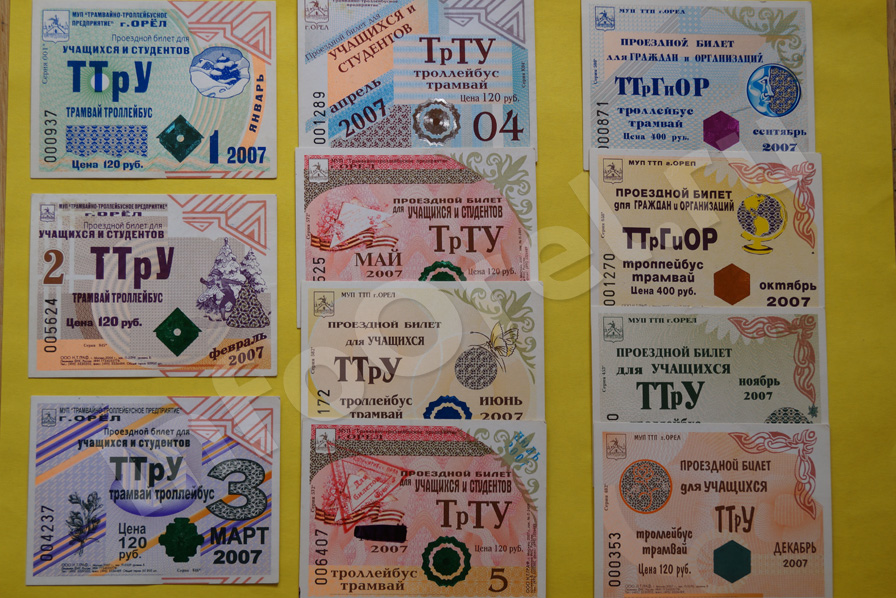 МУП "ТРАМВАЙНО-ТРОЛЛЕЙБУСНОЕ
ПРЕДПРИЯТИЕ" г.ОРЁЛ
Проездной билет для
УЧАЩИХСЯ И СТУДЕНТОВ
ТТрУ
ТРАМВАЙ ТРОЛЛЕЙБУС
Цена 120 руб.
000937
ЯНВАРЬ
1 2007
МУП "ТРАМВАЙНО-ТРОЛЛЕЙБУСНОЕ ПРЕДПРИЯТИЕ"
г.ОРЁЛ
Проездной билет для
УЧАЩИХСЯ И СТУДЕНТОВ
2
ТТрУ
ТРАМВАЙ ТРОЛЛЕЙБУС
Цена 120 руб.
005624
февраль
2007
МУП "ТРАМВАЙНО-ТРОЛЛЕЙБУСНОЕ ПРЕДПРИЯТИЕ"
г.ОРЁЛ
Проездной билет для
учащихся и студентов
ТТрУ
трамваи троллейбус
3
Цена
120
руб.
004237
МАРТ
2007
г.ОРЕЛ
Проездной билет для
УЧАЩИХСЯ И
СТУДЕНТОВ
ТрТУ
троллейбус
трамвай
Цена 120 руб.
апрель
2007
04
001289
МУП "Трамвайнотроллейбусное предприятие"
ПРОЕЗДНОЙ БИЛЕТ
для УЧАЩИХСЯ и СТУДЕНТОВ
ТрТУ
МАЙ
2007
Цена 120 руб.
525
МУП ТТП г.ОРЕЛ
ПРОЕЗДНОЙ БИЛЕТ
для УЧАЩИХСЯ
ТТрУ
троллейбус
трамвай
ИЮНЬ
2007
172
ОРЕЛ
ПРОЕЗДНОЙ БИЛЕТ
для УЧАЩИХСЯ и СТУДЕНТОВ
ТрТУ
2007
Цена 120 руб.
троллейбус
трамвай
5
006407
МУП ТТП г.ОРЕЛ
ПРОЕЗДНОЙ БИЛЕТ
для ГРАЖДАН и ОРГАНИЗАЦИЙ
ТТрГиОР
троллейбус
трамвай
Цена 400 руб.
000871
сентябрь
2007
МУП ТТП г.ОРЕЛ
ПРОЕЗДНОЙ БИЛЕТ
для ГРАЖДАН и ОРГАНИЗАЦИЙ
ТТрГиОР
троллейбус
трамвай
Цена 400 руб.
001270
октябрь
2007
МУП ТТП г.ОРЕЛ
ПРОЕЗДНОЙ БИЛЕТ
для УЧАЩИХСЯ
ТТрУ
ноябрь
2007
МУП ТТП г.ОРЕЛ
ПРОЕЗДНОЙ БИЛЕТ
для УЧАЩИХСЯ
ТТрУ
троллейбус
трамвай
Цена 120 руб.
000353
ДЕКАБРЬ
2007